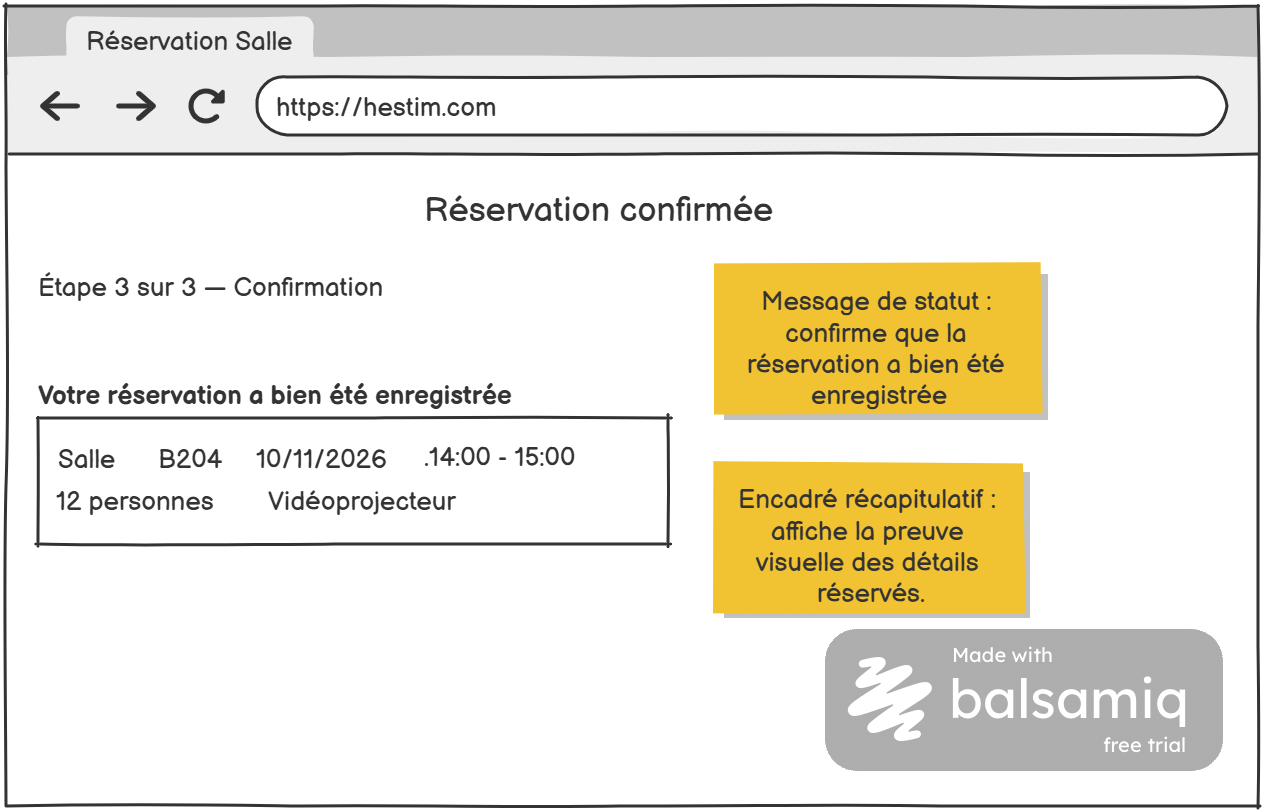 Réservation Salle
https://hestim.com
Réservation confirmée
Étape 3 sur 3 — Confirmation
Votre réservation a bien été enregistrée
Salle B204 10/11/2026 .14:00 - 15:00
12 personnes Vidéoprojecteur
Message de statut :
confirme que la
réservation a bien été
enregistrée
Encadré récapitulatif :
affiche la preuve
visuelle des détails
réservés.
Made with
balsamiq
free trial